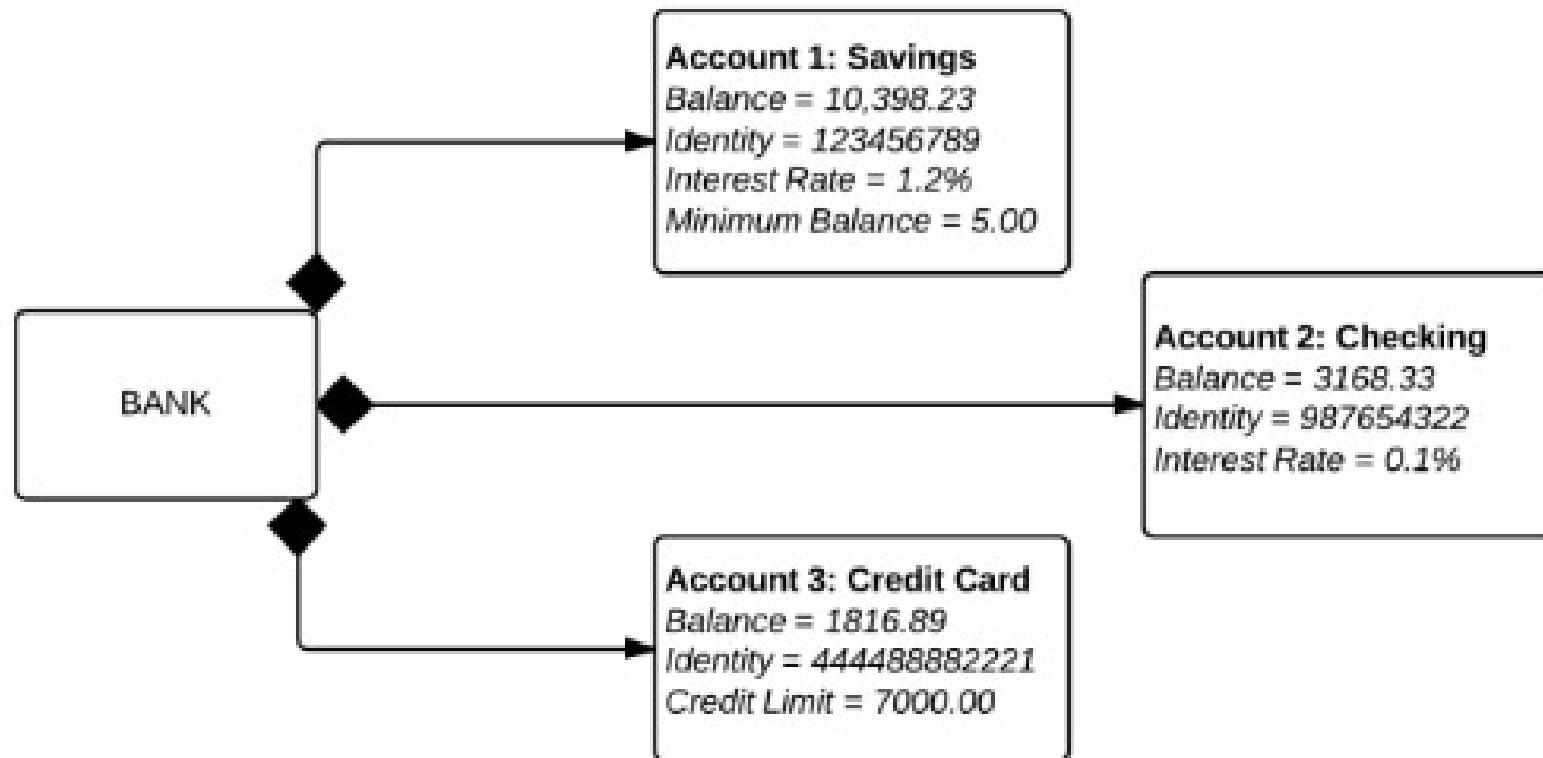 Account 1: Savings
Balance = 10,398.23
Identity = 123456789
Interest Rate = 1.2%
Minimum Balance = 5.00
BANK
Account 2: Checking
Balance = 3168.33
Identity = 987654322
Interest Rate = 0.1%
Account 3: Credit Card
Balance = 1816.89
Identity = 444488882221
Credit Limit = 7000.00